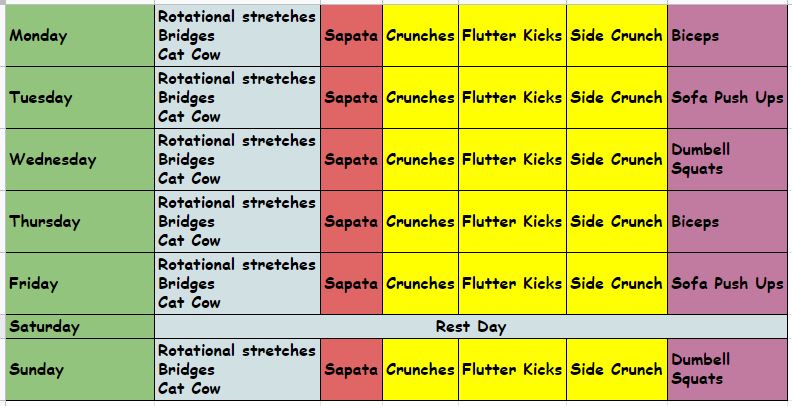 Monday
Rotational stretches
Bridges
Cat Cow
Sapata
Crunches
Flutter Kicks
Side Crunch
Biceps
Tuesday
Rotational stretches
Bridges
Cat Cow
Sapata
Crunches
Flutter Kicks
Side Crunch
Sofa Push Ups
Wednesday
Rotational stretches
Bridges
Cat Cow
Sapata
Crunches
Flutter Kicks
Side Crunch
Dumbell
Squats
Thursday
Rotational stretches
Bridges
Cat Cow
Sapata
Crunches
Flutter Kicks
Side Crunch
Biceps
Friday
Rotational stretches
Bridges
Cat Cow
Sapata
Crunches
Flutter Kicks
Side Crunch
Sofa Push Ups
Saturday
Rest Day
Sunday
Rotational stretches
Bridges
Cat Cow
Sapata
Crunches
Flutter Kicks
Side Crunch
Dumbell
Squats